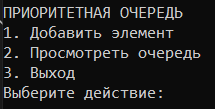 ПРИОРИТЕТНАЯ ОЧЕРЕДЬ
1. Добавить элемент
2. Просмотреть очередь
3. Выход
Выберите действие: